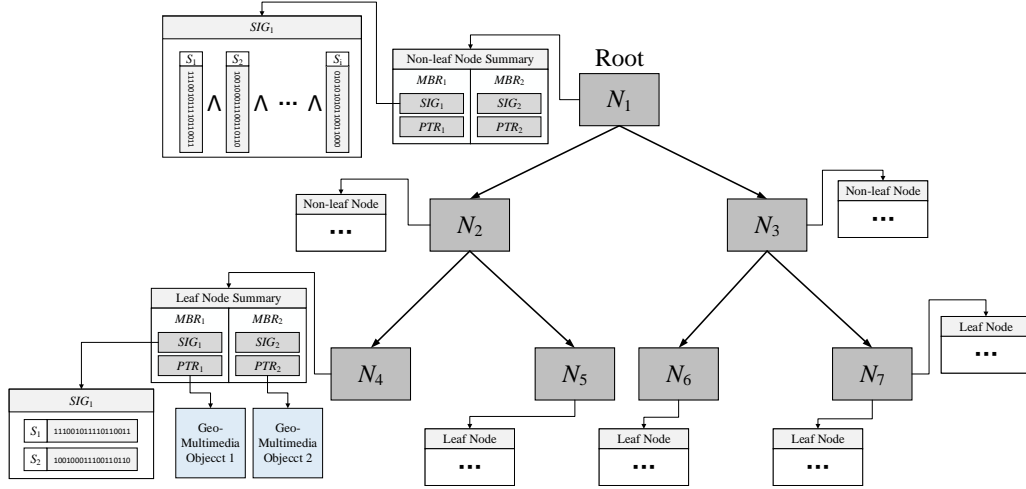 SIG1
S1
S2
Si
111001011110110011
Λ
100100011100110110
Λ
...
Λ
Non-leaf Node Summary
MBR1
MBR2
SIG1
SIG2
PTR1
PTR2
Root
N1
Non-leaf Node
...
N2
N3
Non-leaf Node
...
Leaf Node Summary
MBR1
MBR2
SIG1
SIG2
PTR1
PTR2
N4
N5
N6
N7
Leaf Node
...
SIG1
S1
111001011110110011
S2
100100011100110110
Geo-
Multimedia
Objecct 1
Geo-
Multimedia
Objecct 2
Leaf Node
...
Leaf Node
...
Leaf Node
...